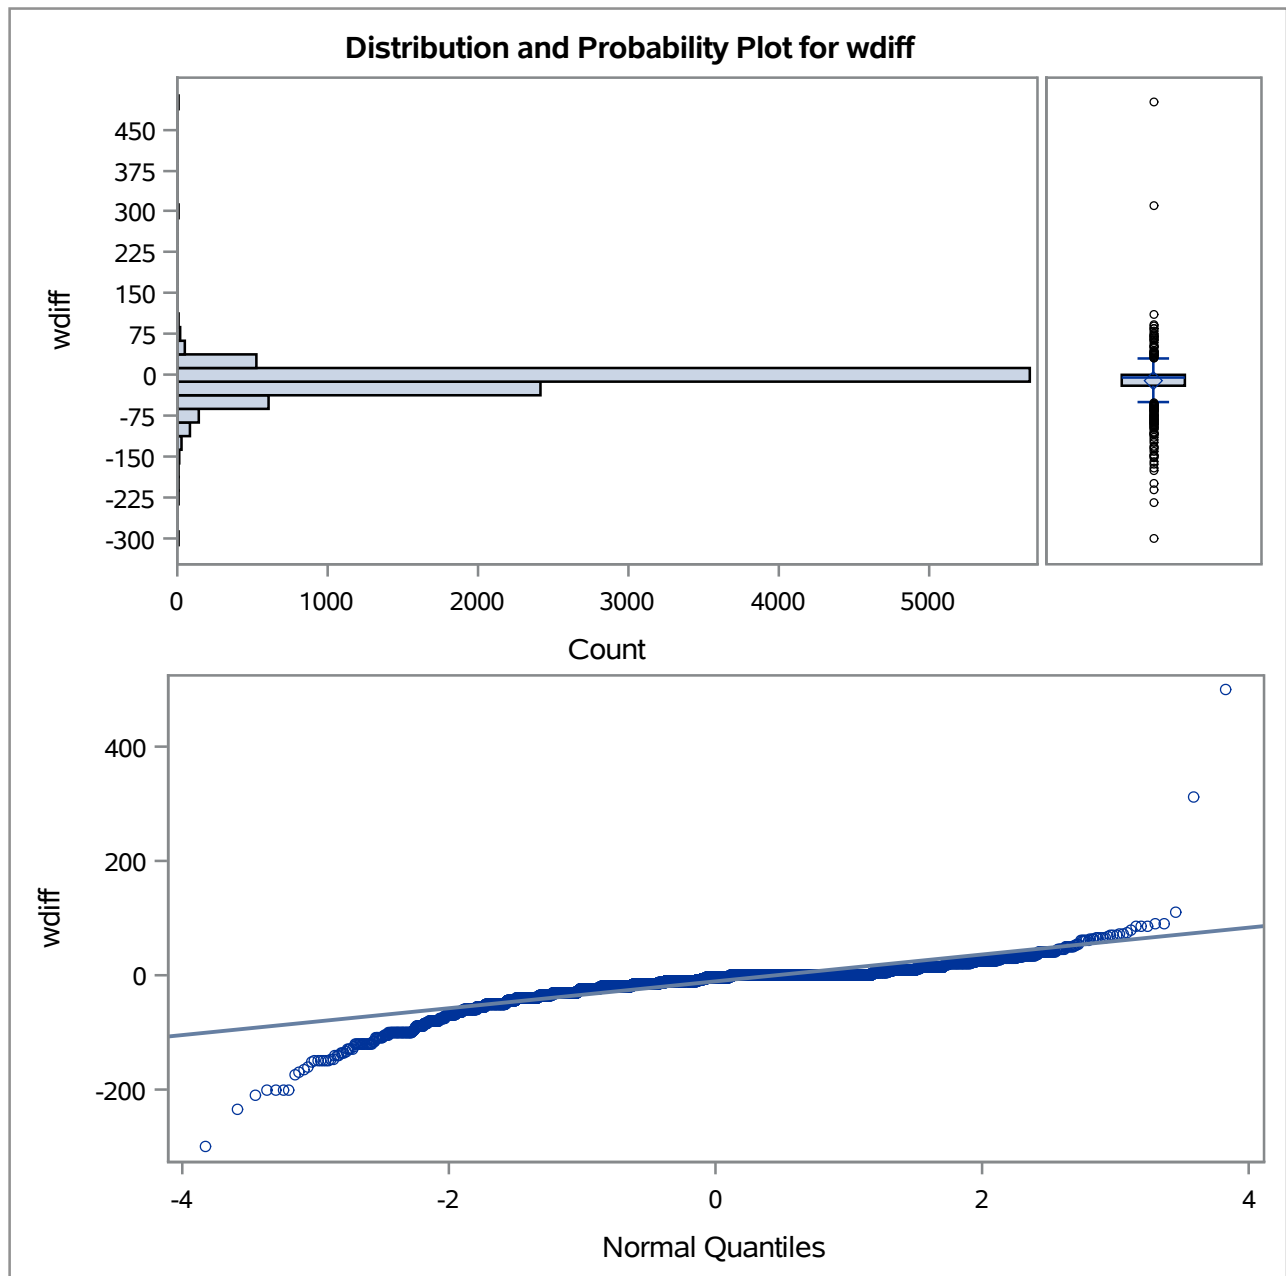 Distribution and Probability Plot for wdiff
450
375
300
225
150
75
0
-75
-150
-225
-300
wdiff
0 1000 2000 3000 4000 5000
Count
400
200
0
-200
wdiff
-4 -2 0 2 4
Normal Quantiles